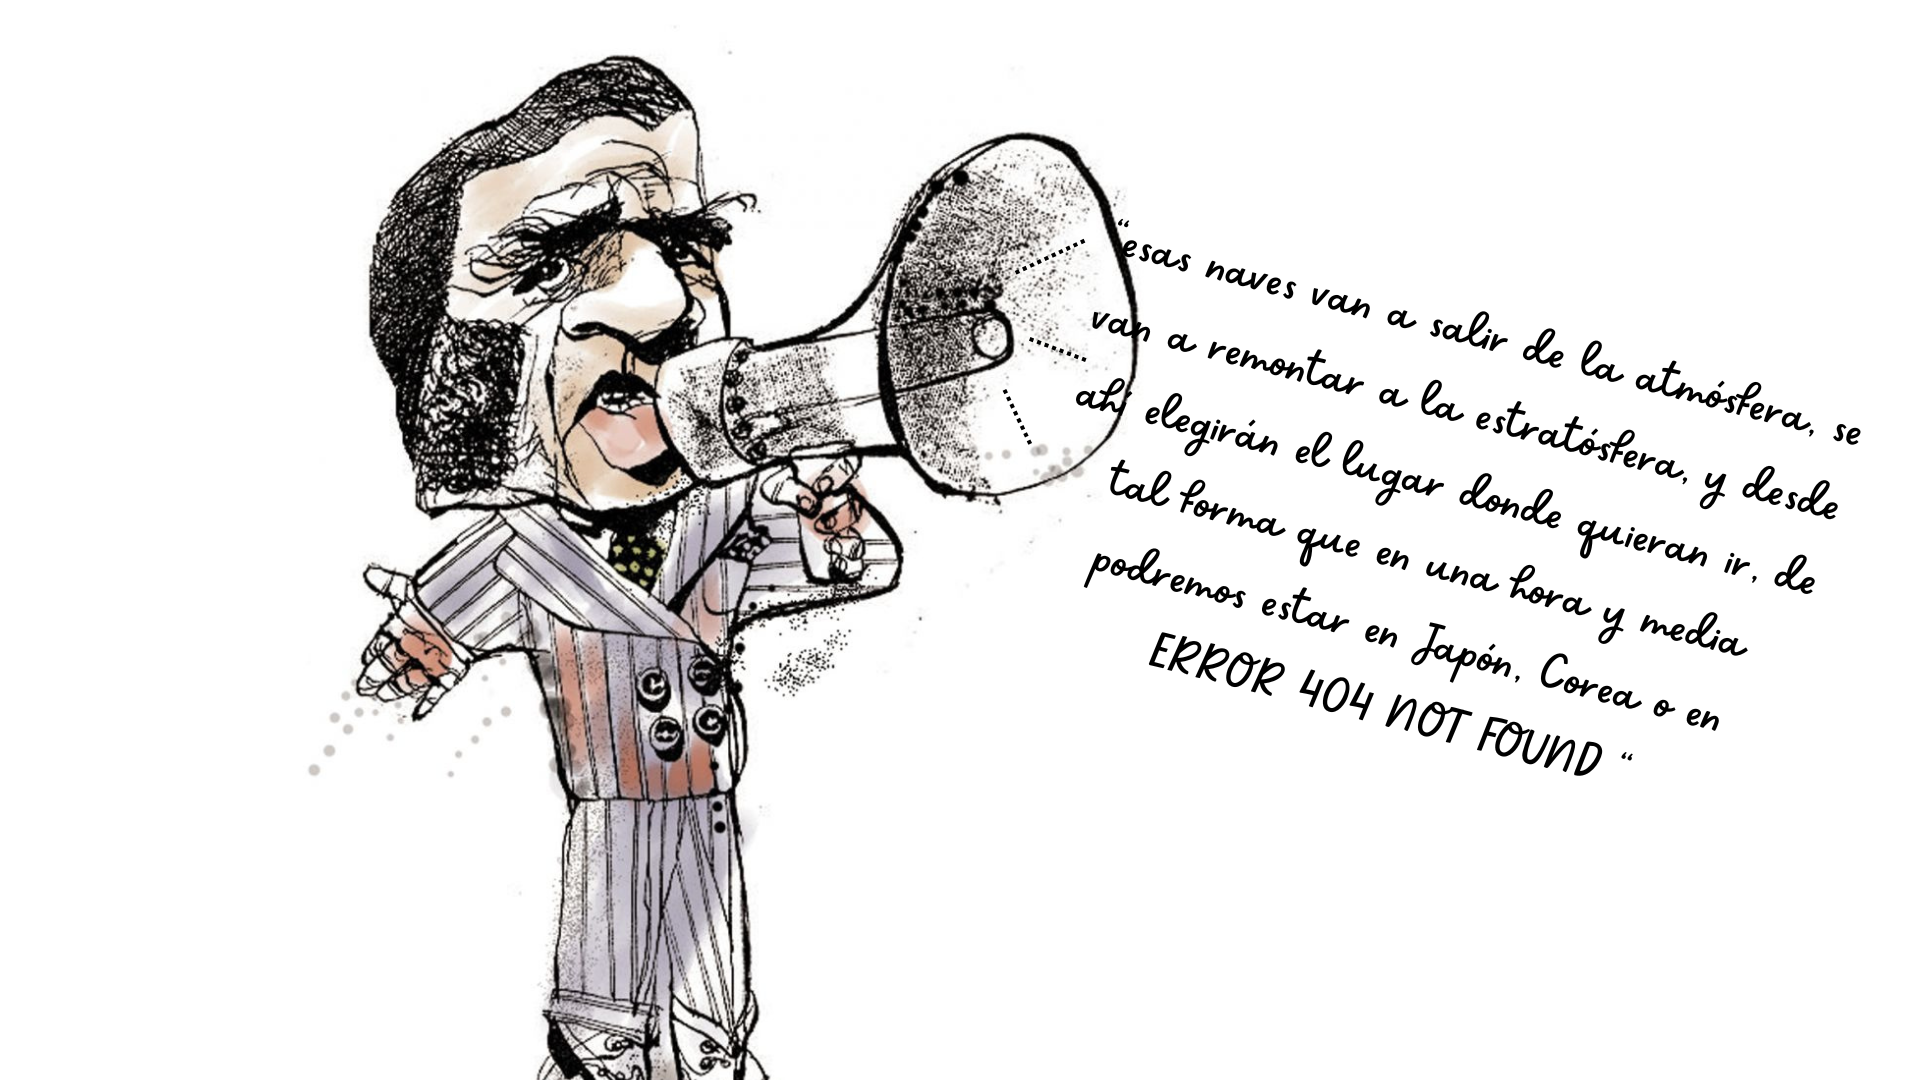 “esas naves van a salir de la atmósfera, se
van a remontar a la estratósfera, y desde
ahí elegirán el lugar donde quieran ir, de
tal forma que en una hora y media
podremos estar en Japón, Corea o en
ERROR 404 NOT FOUND “